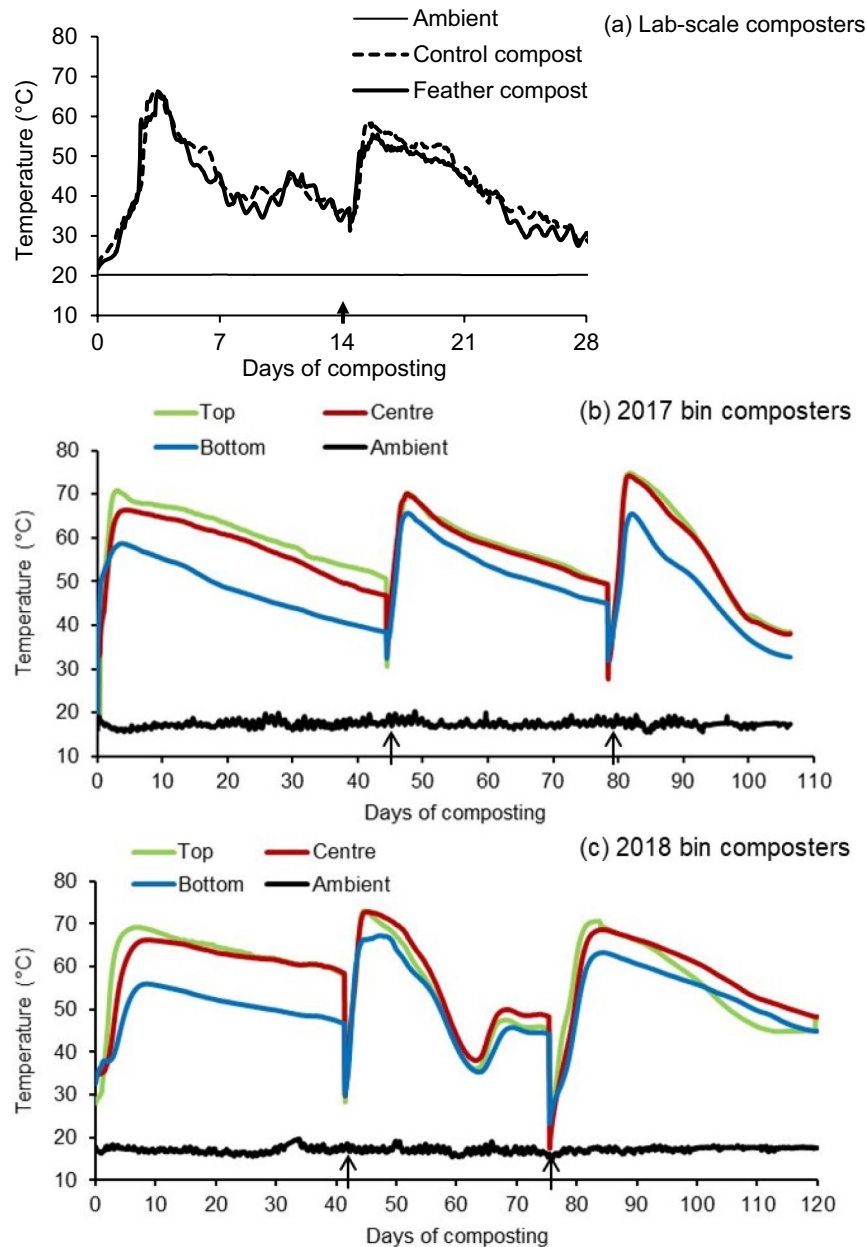 Ambient
Control compost
Feather compost
(a) Lab-scale composters
Temperature (°C)
80
70
60
50
40
30
20
10
0 7 14 21 28
Days of composting
Top Centre
Bottom Ambient
(b) 2017 bin composters
Temperature (°C)
80
70
60
50
40
30
20
10
0 10 20 30 40 50 60 70 80 90 100 110
Days of composting
Top Centre
Bottom Ambient
(c) 2018 bin composters
Temperature (°C)
80
70
60
50
40
30
20
10
0 10 20 30 40 50 60 70 80 90 100 110 120
Days of composting